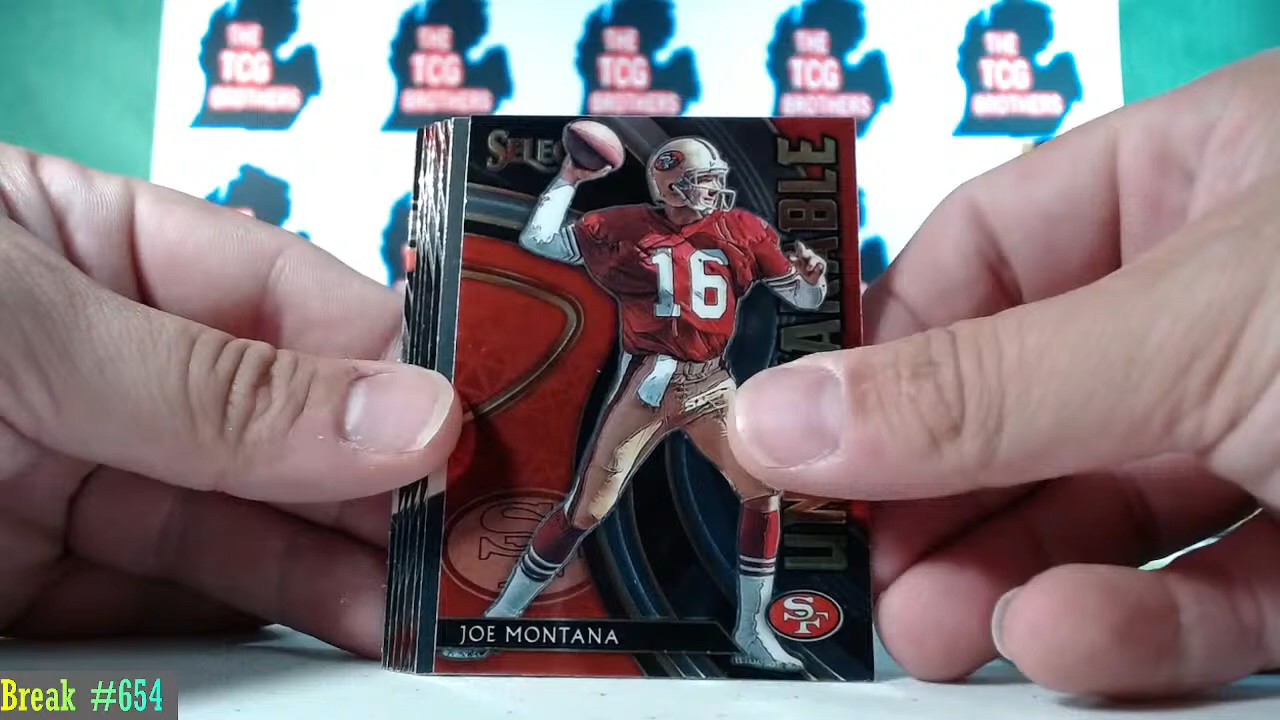 THE
TCG
BROTHERS
THE
TCG
BROTHERS
THE
TCG
BROTHERS
THE
TCG
BROTHERS
THE
TCG
BROTHERS
16
SF
JOE MONTANA
Break #654